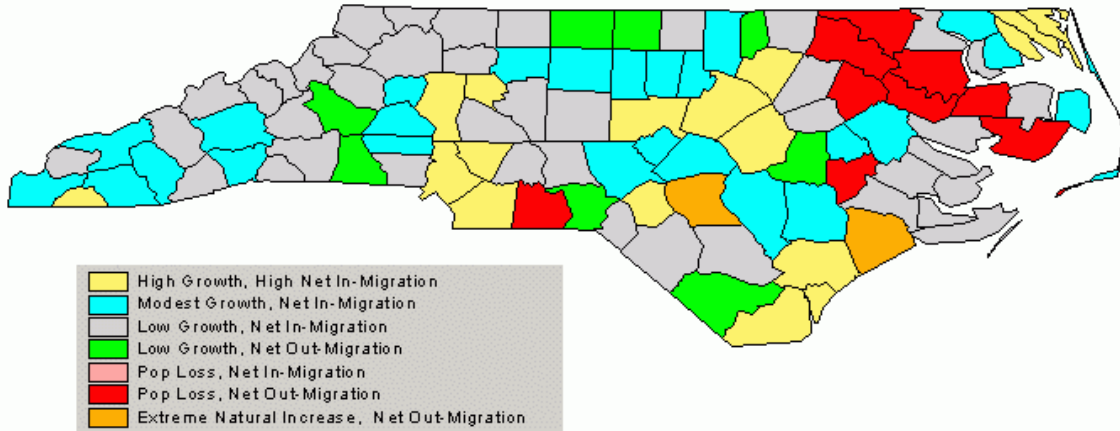 High Growth, High Net In-Migration
Modest Growth, Net In-Migration
Low Growth, Net In-Migration
Low Growth, Net Out-Migration
Pop Loss, Net In-Migration
Pop Loss, Net Out-Migration
Extreme Natural Increase, Net Out-Migration